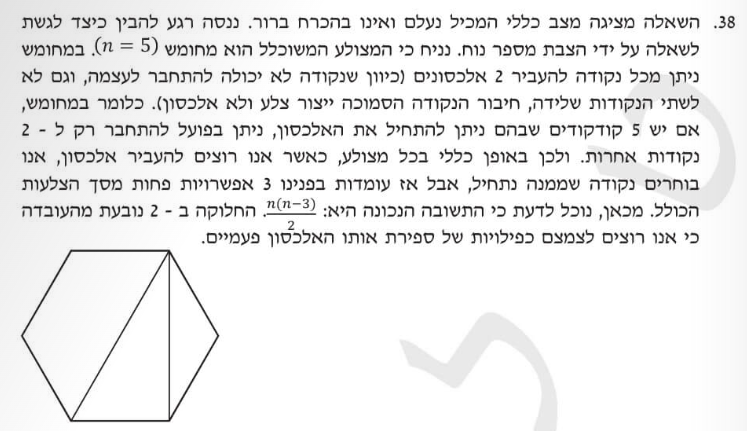 38. השאלה מציגה מצב כללי המכיל נעלם ואינו בהכרח ברור. ננסה רגע להבין כיצד לגשת
לשאלה על ידי הצבת מספר נוח. נניח כי המצולע המשוכלל הוא מחומש (n = 5). במחומש
ניתן מכל נקודה להעביר 2 אלכסונים (כיוון שנקודה לא יכולה להתחבר לעצמה, וגם לא
לשתי הנקודות שלידה, חיבור הנקודה הסמוכה ייצור צלע ולא אלכסון). כלומר במחומש,
אם יש 5 קודקודים שבהם ניתן להתחיל את האלכסון, ניתן בפועל להתחבר רק ל - 2
נקודות אחרות. ולכן באופן כללי בכל מצולע, כאשר אנו רוצים להעביר אלכסון, אנו
בוחרים נקודה שממנה נתחיל, אבל אז עומדות בפנינו 3 אפשרויות פחות מסך הצלעות
הכולל. מכאן, נוכל לדעת כי התשובה הנכונה היא: n(n−3)/2. החלוקה ב - 2 נובעת מהעובדה
כי אנו רוצים לצמצם כפילויות של ספירת אותו האלכסון פעמיים.